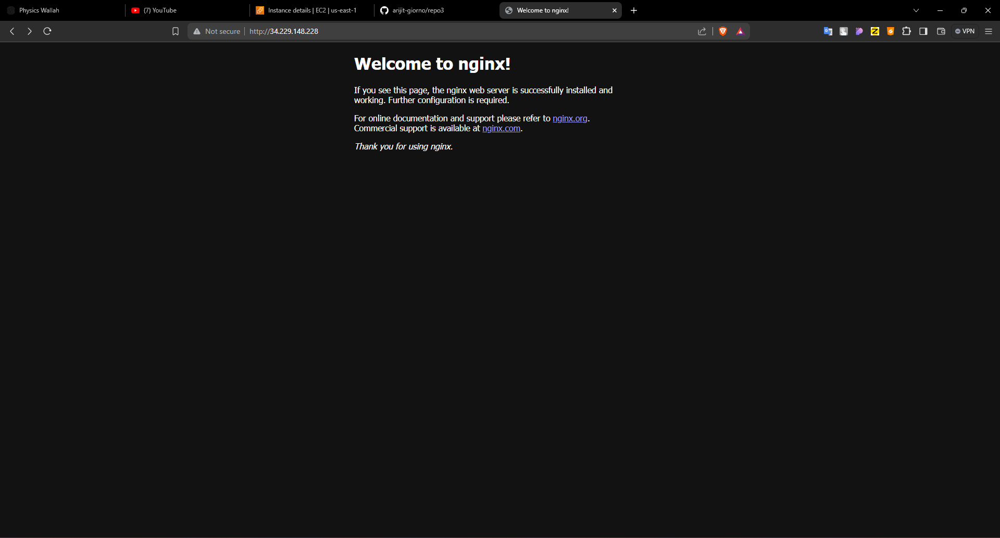 Physics Wallah
(7) YouTube
Instance details | EC2 | us-east-1
arijit-giorno/repo3
Welcome to nginx!
Not secure
http://34.229.148.228
VPN
Welcome to nginx!
If you see this page, the nginx web server is successfully installed and
working. Further configuration is required.
For online documentation and support please refer to nginx.org.
Commercial support is available at nginx.com.
Thank you for using nginx.